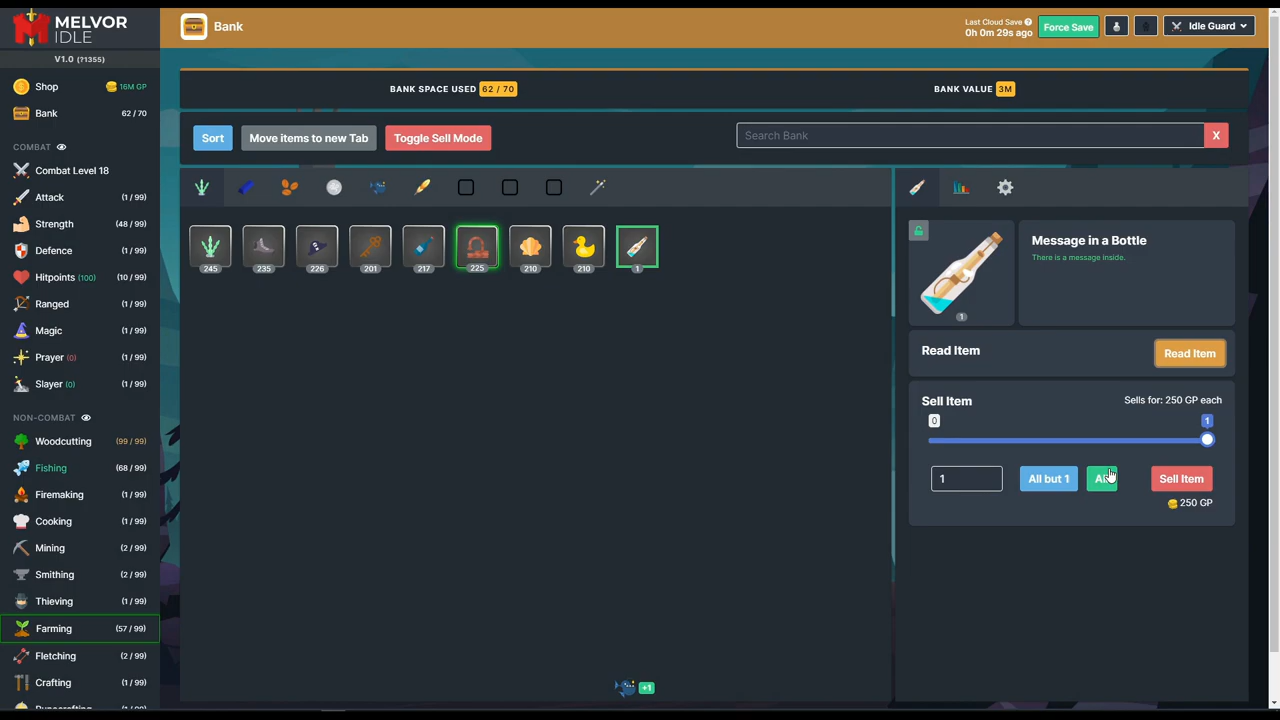 MELVOR
IDLE
Bank
Last Cloud Save
0h 0m 29s ago
Force Save
Idle Guard
V1.0 (?1355)
Shop 16M GP
Bank 62 / 70
COMBAT
Combat Level 18
Attack (1 / 99)
Strength (48 / 99)
Defence (1 / 99)
Hitpoints (100) (10 / 99)
Ranged (1 / 99)
Magic (1 / 99)
Prayer (0) (1 / 99)
Slayer (0) (1 / 99)
NON-COMBAT
Woodcutting (99 / 99)
Fishing (68 / 99)
Firemaking (1 / 99)
Cooking (1 / 99)
Mining (2 / 99)
Smithing (2 / 99)
Thieving (1 / 99)
Farming (57 / 99)
Fletching (2 / 99)
Crafting (1 / 99)
BANK SPACE USED 62 / 70
BANK VALUE 3M
Sort
Move items to new Tab
Toggle Sell Mode
Search Bank
X
245
235
226
201
217
225
210
210
1
+1
Message in a Bottle
There is a message inside.
1
Read Item
Read Item
Sell Item
Sells for: 250 GP each
0
1
1
All but 1
Sell Item
250 GP